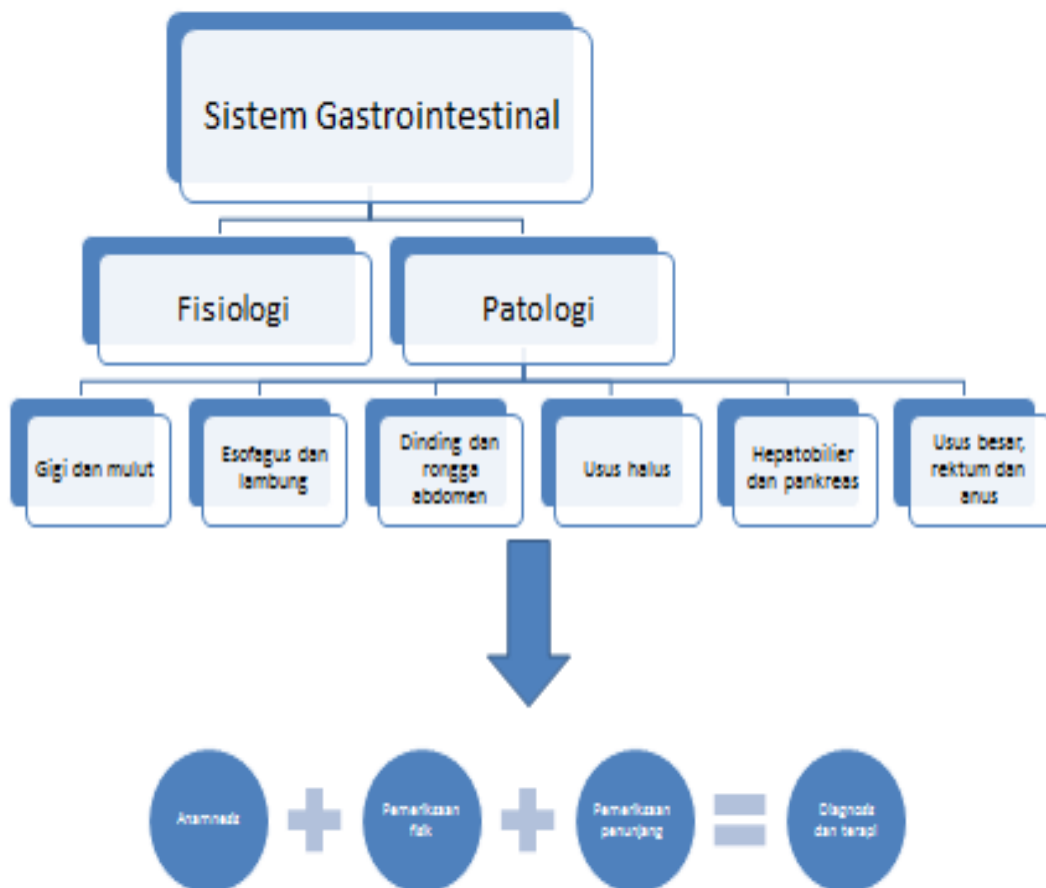 Sistem Gastrointestinal
Fisiologi
Patologi
Gigi dan mulut
Esofagus dan
lambung
Dinding dan
rongga
abdomen
Usus halus
Hepatobilier
dan pankreas
Usus besar,
rektum dan
anus
Anamnesis
Pemeriksaan
fisik
Pemeriksaan
penunjang
Diagnosis
dan terapi